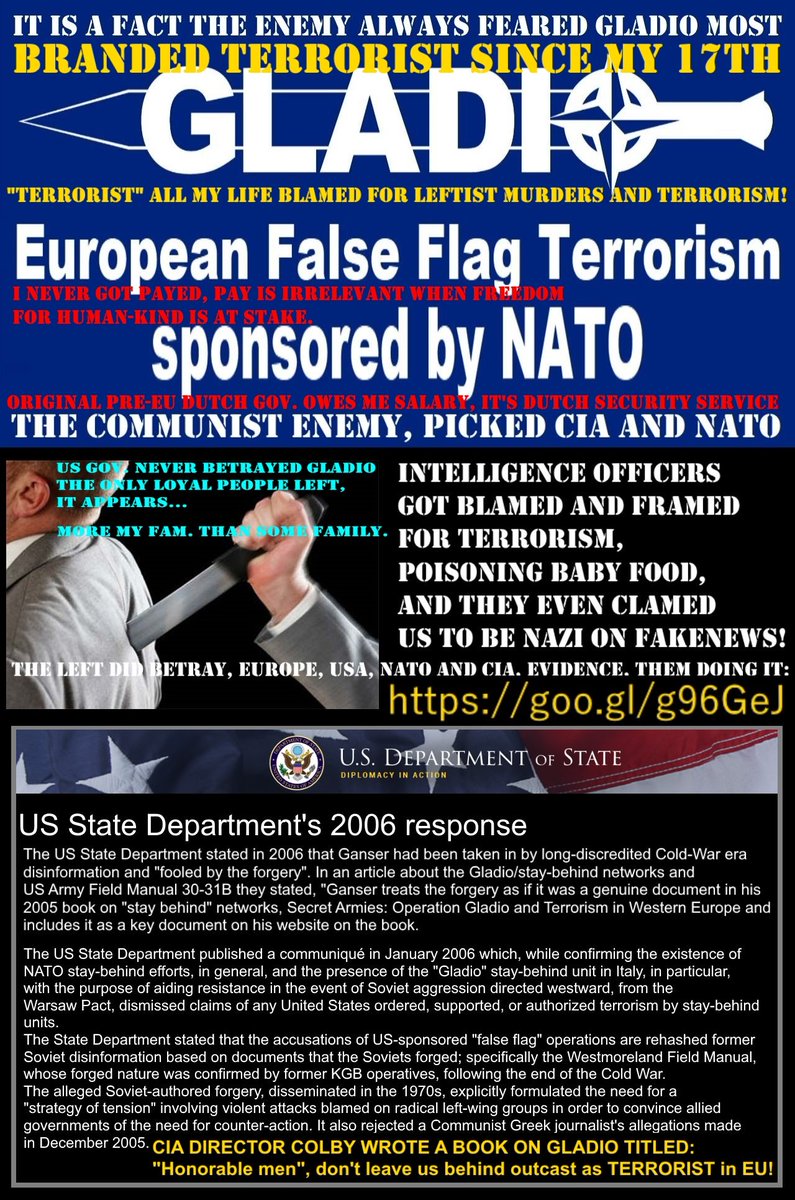 IT IS A FACT THE ENEMY ALWAYS FEARED GLADIO MOST
BRANDED TERRORIST SINCE MY 17TH
GLADIO
"TERRORIST" ALL MY LIFE BLAMED FOR LEFTIST MURDERS AND TERRORISM!
European False Flag Terrorism
I NEVER GOT PAYED, PAY IS IRRELEVANT WHEN FREEDOM
FOR HUMAN-KIND IS AT STAKE.
sponsored by NATO
ORIGINAL PRE-EU DUTCH GOV. OWES ME SALARY, IT'S DUTCH SECURITY SERVICE
THE COMMUNIST ENEMY, PICKED CIA AND NATO
US GOV. NEVER BETRAYED GLADIO
THE ONLY LOYAL PEOPLE LEFT,
IT APPEARS...
MORE MY FAM. THAN SOME FAMILY.
INTELLIGENCE OFFICERS
GOT BLAMED AND FRAMED
FOR TERRORISM,
POISONING BABY FOOD,
AND THEY EVEN CLAMED
US TO BE NAZI ON FAKENEWS!
THE LEFT DID BETRAY, EUROPE, USA, NATO AND CIA. EVIDENCE. THEM DOING IT:
https://goo.gl/g96GeJ
U.S. DEPARTMENT OF STATE
DIPLOMACY IN ACTION
US State Department's 2006 response
The US State Department stated in 2006 that Ganser had been taken in by long-discredited Cold-War era
disinformation and "fooled by the forgery". In an article about the Gladio/stay-behind networks and
US Army Field Manual 30-31B they stated, "Ganser treats the forgery as if it was a genuine document in his
2005 book on "stay behind" networks, Secret Armies: Operation Gladio and Terrorism in Western Europe and
includes it as a key document on his website on the book.
The US State Department published a communiqué in January 2006 which, while confirming the existence of
NATO stay-behind efforts, in general, and the presence of the "Gladio" stay-behind unit in Italy, in particular,
with the purpose of aiding resistance in the event of Soviet aggression directed westward, from the
Warsaw Pact, dismissed claims of any United States ordered, supported, or authorized terrorism by stay-behind
units.
The State Department stated that the accusations of US-sponsored "false flag" operations are rehashed former
Soviet disinformation based on documents that the Soviets forged; specifically the Westmoreland Field Manual,
whose forged nature was confirmed by former KGB operatives, following the end of the Cold War.
The alleged Soviet-authored forgery, disseminated in the 1970s, explicitly formulated the need for a
"strategy of tension" involving violent attacks blamed on radical left-wing groups in order to convince allied
governments of the need for counter-action. It also rejected a Communist Greek journalist's allegations made
in December 2005.
CIA DIRECTOR COLBY WROTE A BOOK ON GLADIO TITLED:
"Honorable men", don't leave us behind outcast as TERRORIST in EU!